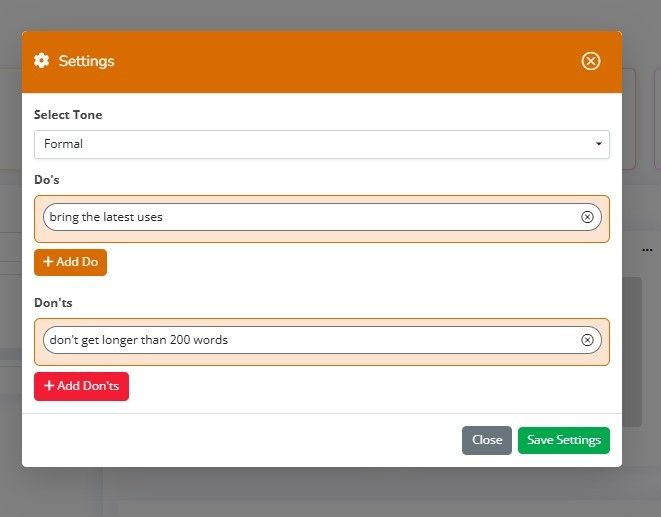 Settings
Select Tone
Formal
Do's
bring the latest uses
+ Add Do
Don'ts
don't get longer than 200 words
+ Add Don'ts
Close Save Settings
...